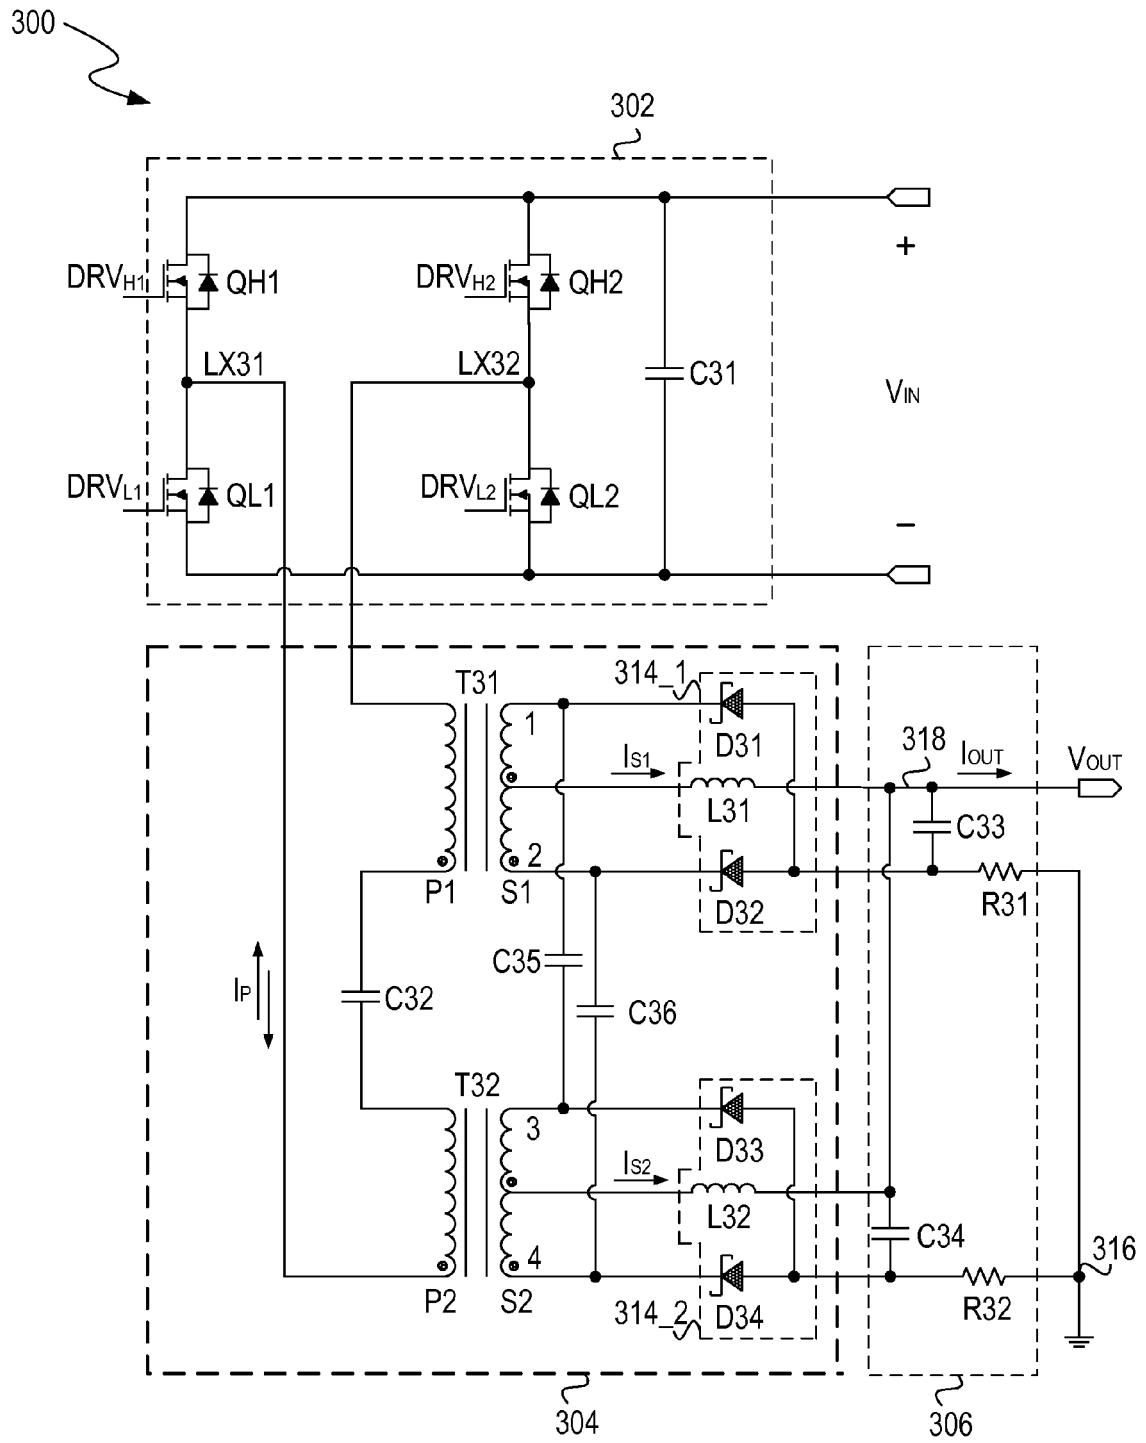 300
302
DRVH1
QH1
DRVH2
QH2
+
LX31
LX32
C31
VIN
DRVL1
QL1
DRVL2
QL2
−
T31
314_1
1
D31
IS1
318
IOUT
VOUT
L31
C33
2
P1
S1
D32
R31
C35
IP
C32
C36
T32
3
D33
IS2
L32
C34
4
316
P2
S2
314_2
D34
R32
304
306